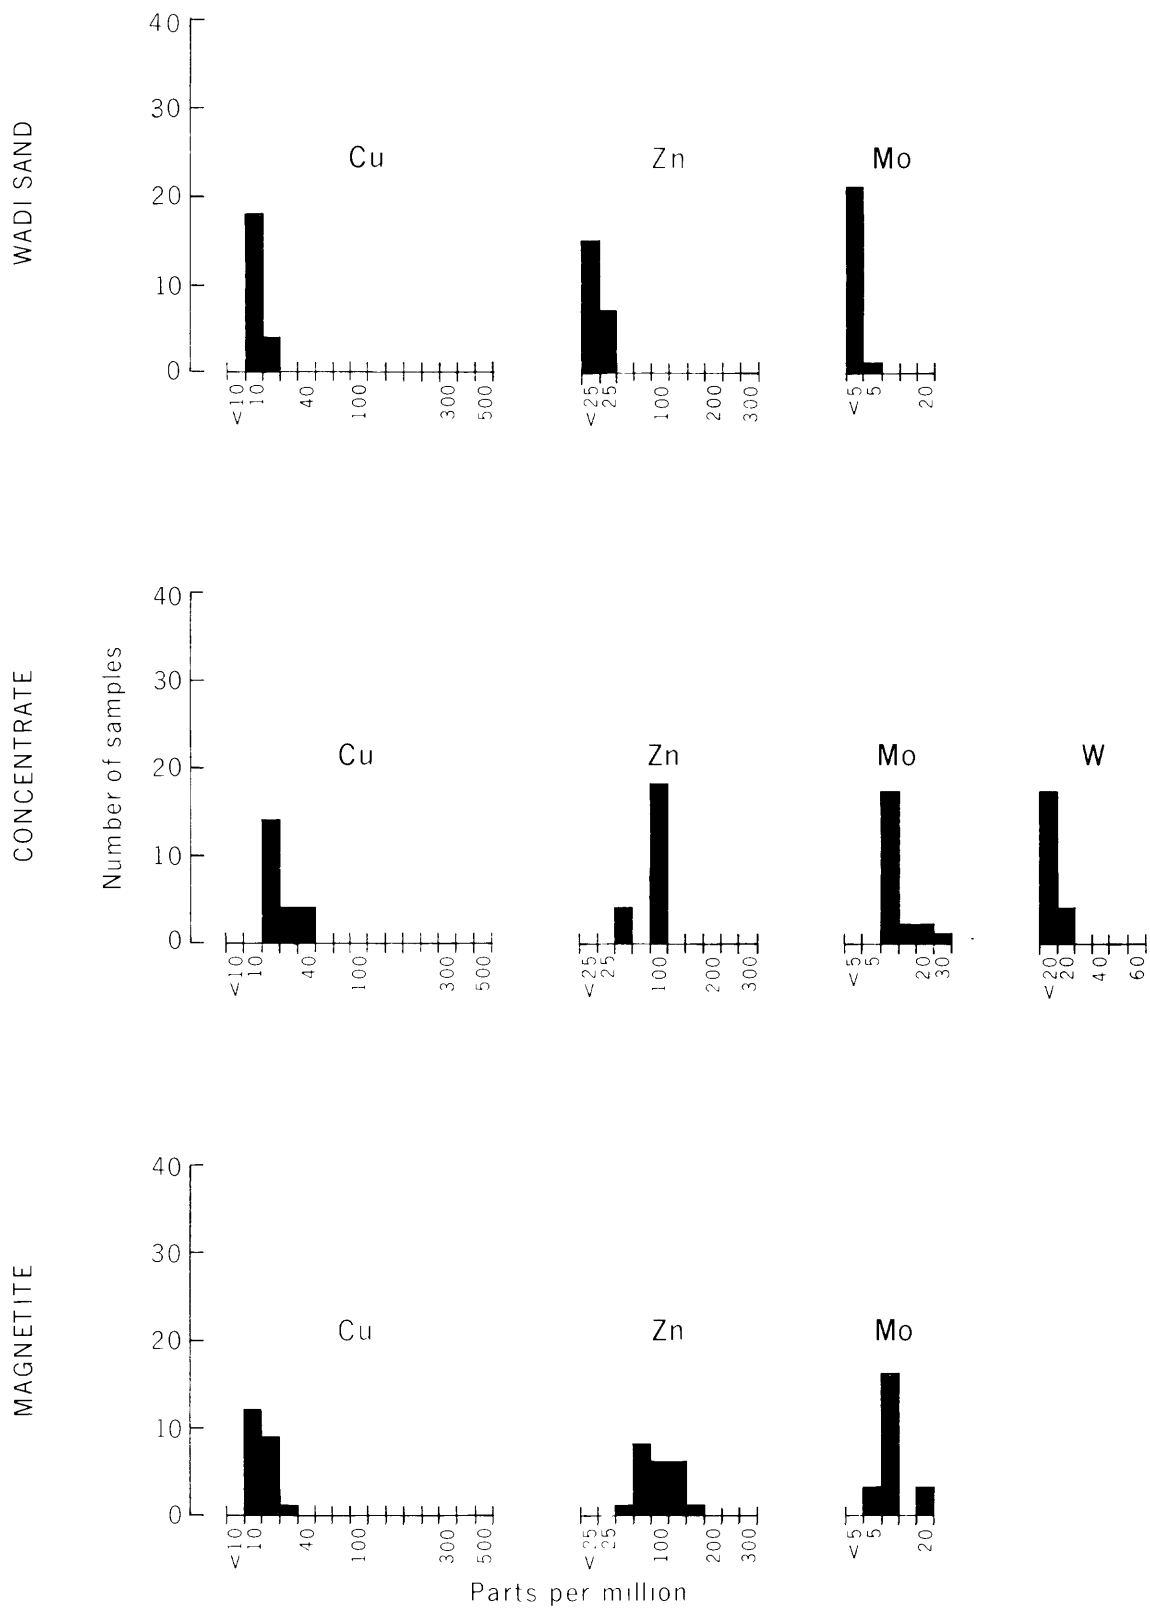 WADI SAND
40
30
20
10
0
Cu
Zn
Mo
<10 10 40 100 300 500
<25 25 100 200 300
<5 5 20
CONCENTRATE
Number of samples
40
30
20
10
0
Cu
Zn
Mo
W
<10 10 40 100 300 500
<25 25 100 200 300
<5 5 20 30
<20 20 40 60
MAGNETITE
40
30
20
10
0
Cu
Zn
Mo
<10 10 40 100 300 500
<25 25 100 200 300
<5 5 20
Parts per million